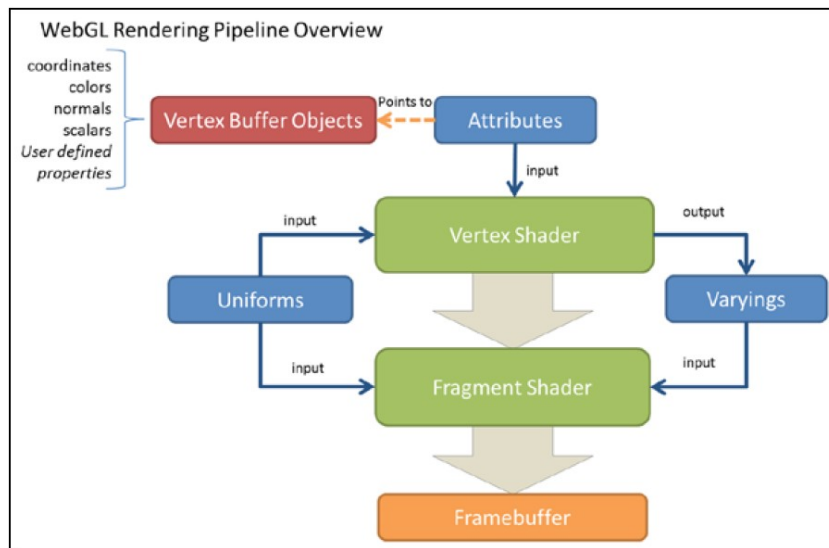 WebGL Rendering Pipeline Overview
coordinates
colors
normals
scalars
User defined
properties
Vertex Buffer Objects
Points to
Attributes
input
input
Vertex Shader
output
Uniforms
Varyings
input
Fragment Shader
input
Framebuffer